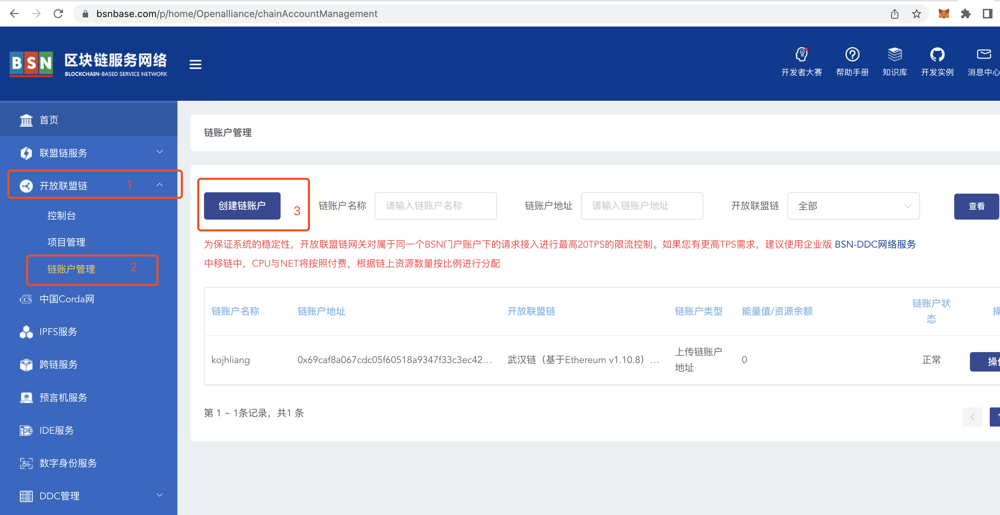 bsnbase.com/p/home/Openalliance/chainAccountManagement
BSN
区块链服务网络
BLOCKCHAIN-BASED SERVICE NETWORK
开发者大赛
帮助手册
知识库
开发实例
消息中心
首页
联盟链服务
开放联盟链
1
控制台
项目管理
链账户管理
2
中国Corda网
IPFS服务
跨链服务
预言机服务
IDE服务
数字身份服务
DDC管理
链账户管理
创建链账户
3
链账户名称
请输入链账户名称
链账户地址
请输入链账户地址
开放联盟链
全部
查看
为保证系统的稳定性，开放联盟链网关对属于同一个BSN门户账户下的请求接入进行最高20TPS的限流控制。如果您有更高TPS需求，建议使用企业版 BSN-DDC网络服务
中移链中，CPU与NET将按照付费，根据链上资源数量按比例进行分配
链账户名称
链账户地址
开放联盟链
链账户类型
能量值/资源余额
链账户状
态
kojhliang
0x69caf8a067cdc05f60518a9347f33c3ec42...
武汉链（基于Ethereum v1.10.8）...
上传链账户
地址
0
正常
第 1 ~ 1条记录，共1 条